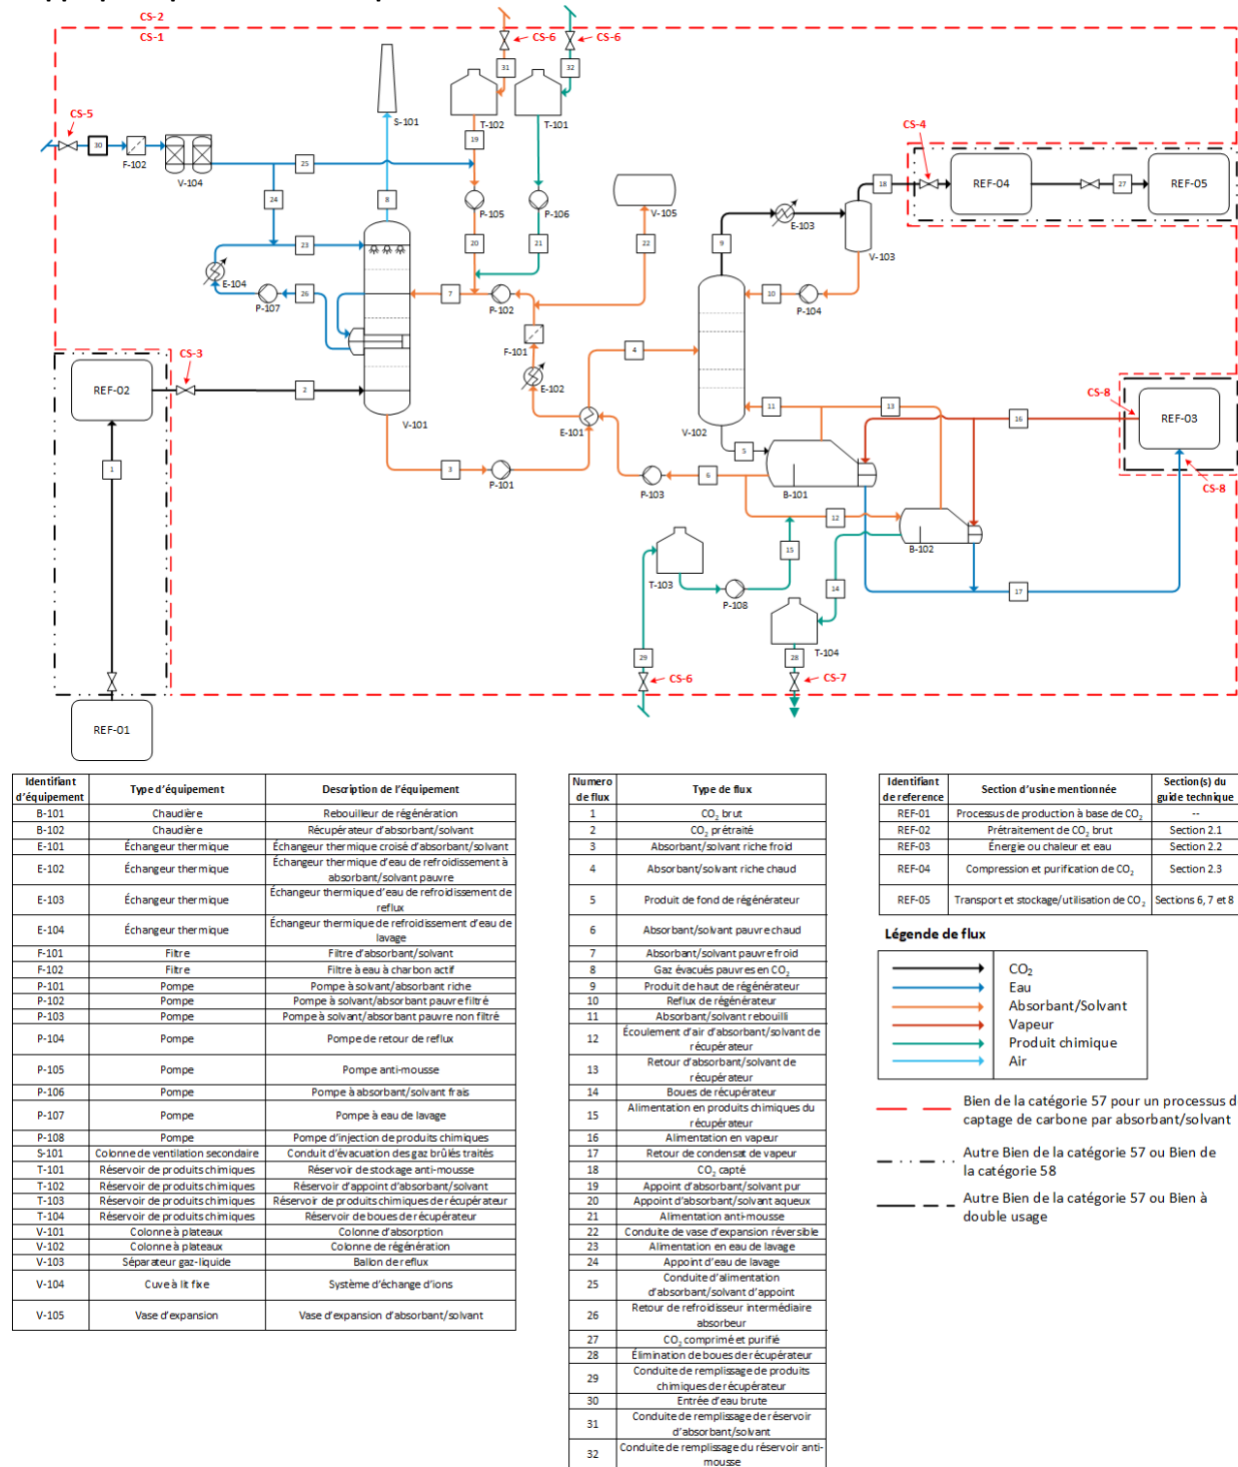 CS-2
CS-1
CS-6
CS-6
31
32
T-102
T-101
S-101
CS-5
30
F-102
V-104
25
19
24
8
P-105
P-106
V-105
23
20
21
22
E-104
26
P-107
7
P-102
F-101
E-102
CS-3
REF-02
2
V-101
1
3
P-101
E-101
4
9
E-103
18
V-103
10
P-104
CS-4
REF-04
27
REF-05
V-102
11
13
5
B-101
P-103
6
12
B-102
15
T-103
P-108
14
T-104
29
CS-6
28
CS-7
16
CS-8
REF-03
CS-8
17
REF-01
Identifiant d'équipement Type d'équipement Description de l'équipement
B-101 Chaudière Rebouilleur de régénération
B-102 Chaudière Récupérateur d'absorbant/solvant
E-101 Échangeur thermique Échangeur thermique croisé d'absorbant/solvant
E-102 Échangeur thermique Échangeur thermique d'eau de refroidissement à absorbant/solvant pauvre
E-103 Échangeur thermique Échangeur thermique d'eau de refroidissement de reflux
E-104 Échangeur thermique Échangeur thermique de refroidissement d'eau de lavage
F-101 Filtre Filtre d'absorbant/solvant
F-102 Filtre Filtre à eau à charbon actif
P-101 Pompe Pompe à solvant/absorbant riche
P-102 Pompe Pompe à solvant/absorbant pauvre filtré
P-103 Pompe Pompe à solvant/absorbant pauvre non filtré
P-104 Pompe Pompe de retour de reflux
P-105 Pompe Pompe anti-mousse
P-106 Pompe Pompe à absorbant/solvant frais
P-107 Pompe Pompe à eau de lavage
P-108 Pompe Pompe d'injection de produits chimiques
S-101 Colonne de ventilation secondaire Conduit d'évacuation des gaz brûlés traités
T-101 Réservoir de produits chimiques Réservoir de stockage anti-mousse
T-102 Réservoir de produits chimiques Réservoir d'appoint d'absorbant/solvant
T-103 Réservoir de produits chimiques Réservoir de produits chimiques de récupérateur
T-104 Réservoir de produits chimiques Réservoir de boues de récupérateur
V-101 Colonne à plateaux Colonne d'absorption
V-102 Colonne à plateaux Colonne de régénération
V-103 Séparateur gaz-liquide Ballon de reflux
V-104 Cuve à lit fixe Système d'échange d'ions
V-105 Vase d'expansion Vase d'expansion d'absorbant/solvant
Numero de flux Type de flux
1 CO2 brut
2 CO2 prétraité
3 Absorbant/solvant riche froid
4 Absorbant/solvant riche chaud
5 Produit de fond de régénérateur
6 Absorbant/solvant pauvre chaud
7 Absorbant/solvant pauvre froid
8 Gaz évacués pauvres en CO2
9 Produit de haut de régénérateur
10 Reflux de régénérateur
11 Absorbant/solvant rebouilli
12 Écoulement d'air d'absorbant/solvant de récupérateur
13 Retour d'absorbant/solvant de récupérateur
14 Boues de récupérateur
15 Alimentation en produits chimiques du récupérateur
16 Alimentation en vapeur
17 Retour de condensat de vapeur
18 CO2 capté
19 Appoint d'absorbant/solvant pur
20 Appoint d'absorbant/solvant aqueux
21 Alimentation anti-mousse
22 Conduite de vase d'expansion réversible
23 Alimentation en eau de lavage
24 Appoint d'eau de lavage
25 Conduite d'alimentation d'absorbant/solvant d'appoint
26 Retour de refroidisseur intermédiaire absorbeur
27 CO2 comprimé et purifié
28 Élimination de boues de récupérateur
29 Conduite de remplissage de produits chimiques de récupérateur
30 Entrée d'eau brute
31 Conduite de remplissage de réservoir d'absorbant/solvant
32 Conduite de remplissage du réservoir anti-mousse
Identifiant de reference Section d'usine mentionnée Section(s) du guide technique
REF-01 Processus de production à base de CO2 --
REF-02 Prétraitement de CO2 brut Section 2.1
REF-03 Énergie ou chaleur et eau Section 2.2
REF-04 Compression et purification de CO2 Section 2.3
REF-05 Transport et stockage/utilisation de CO2 Sections 6, 7 et 8
Légende de flux
CO2
Eau
Absorbant/Solvant
Vapeur
Produit chimique
Air
Bien de la catégorie 57 pour un processus d
captage de carbone par absorbant/solvant
Autre Bien de la catégorie 57 ou Bien de
la catégorie 58
Autre Bien de la catégorie 57 ou Bien à
double usage